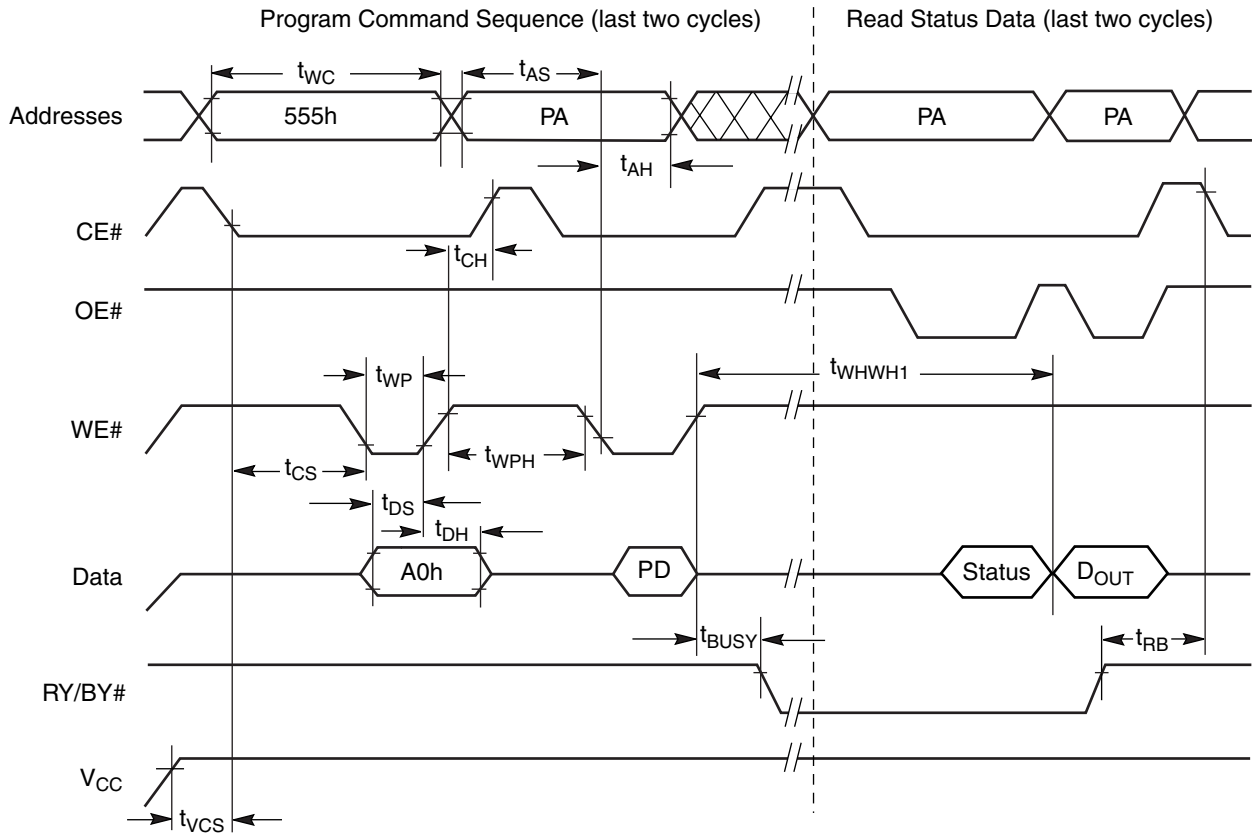 Program Command Sequence (last two cycles)
Read Status Data (last two cycles)
tWC
tAS
Addresses
555h
PA
PA
PA
tAH
CE#
tCH
OE#
tWP
tWHWH1
WE#
tCS
tWPH
tDS
tDH
Data
A0h
PD
Status
DOUT
tBUSY
tRB
RY/BY#
VCC
tVCS